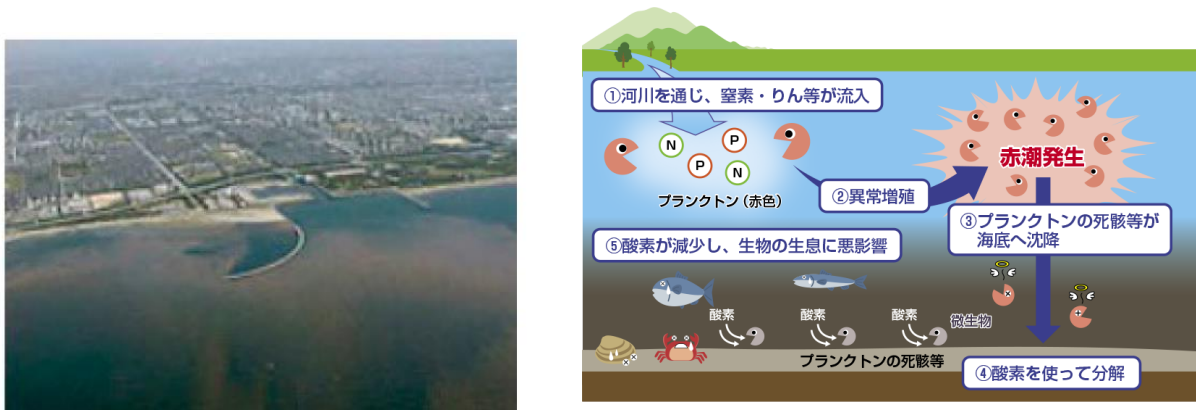 ①河川を通じ、窒素・りん等が流入
N
P
P
N
プランクトン（赤色）
②異常増殖
赤潮発生
③プランクトンの死骸等が
海底へ沈降
⑤酸素が減少し、生物の生息に悪影響
酸素
酸素
酸素
微生物
プランクトンの死骸等
④酸素を使って分解